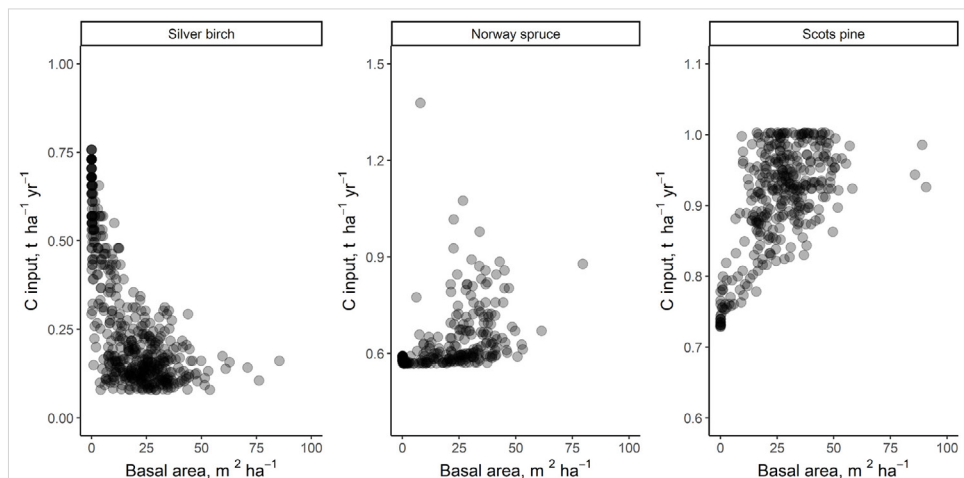 Silver birch
1.00
0.75
0.50
0.25
0.00
C input, t ha⁻¹ yr⁻¹
0 25 50 75 100
Basal area, m ² ha⁻¹
Norway spruce
1.5
1.2
0.9
0.6
C input, t ha⁻¹ yr⁻¹
0 25 50 75 100
Basal area, m ² ha⁻¹
Scots pine
1.1
1.0
0.9
0.8
0.7
0.6
C input, t ha⁻¹ yr⁻¹
0 25 50 75 100
Basal area, m ² ha⁻¹